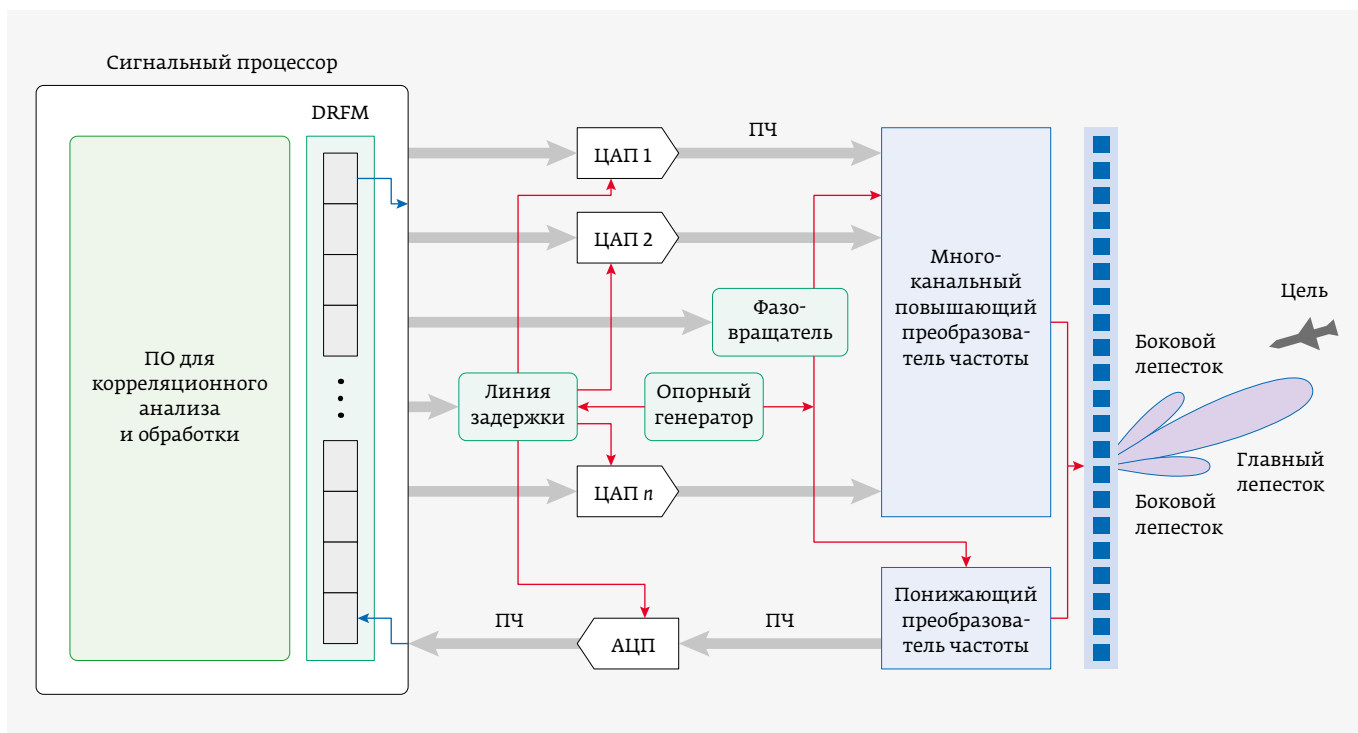 Сигнальный процессор
DRFM
ПО для
корреляционного
анализа
и обработки
ЦАП 1
ПЧ
ЦАП 2
Фазо-
вращатель
Линия
задержки
Опорный
генератор
ЦАП n
ПЧ
АЦП
ПЧ
Много-
канальный
повышающий
преобразова-
тель частоты
Понижающий
преобразова-
тель частоты
Цель
Боковой
лепесток
Главный
лепесток
Боковой
лепесток